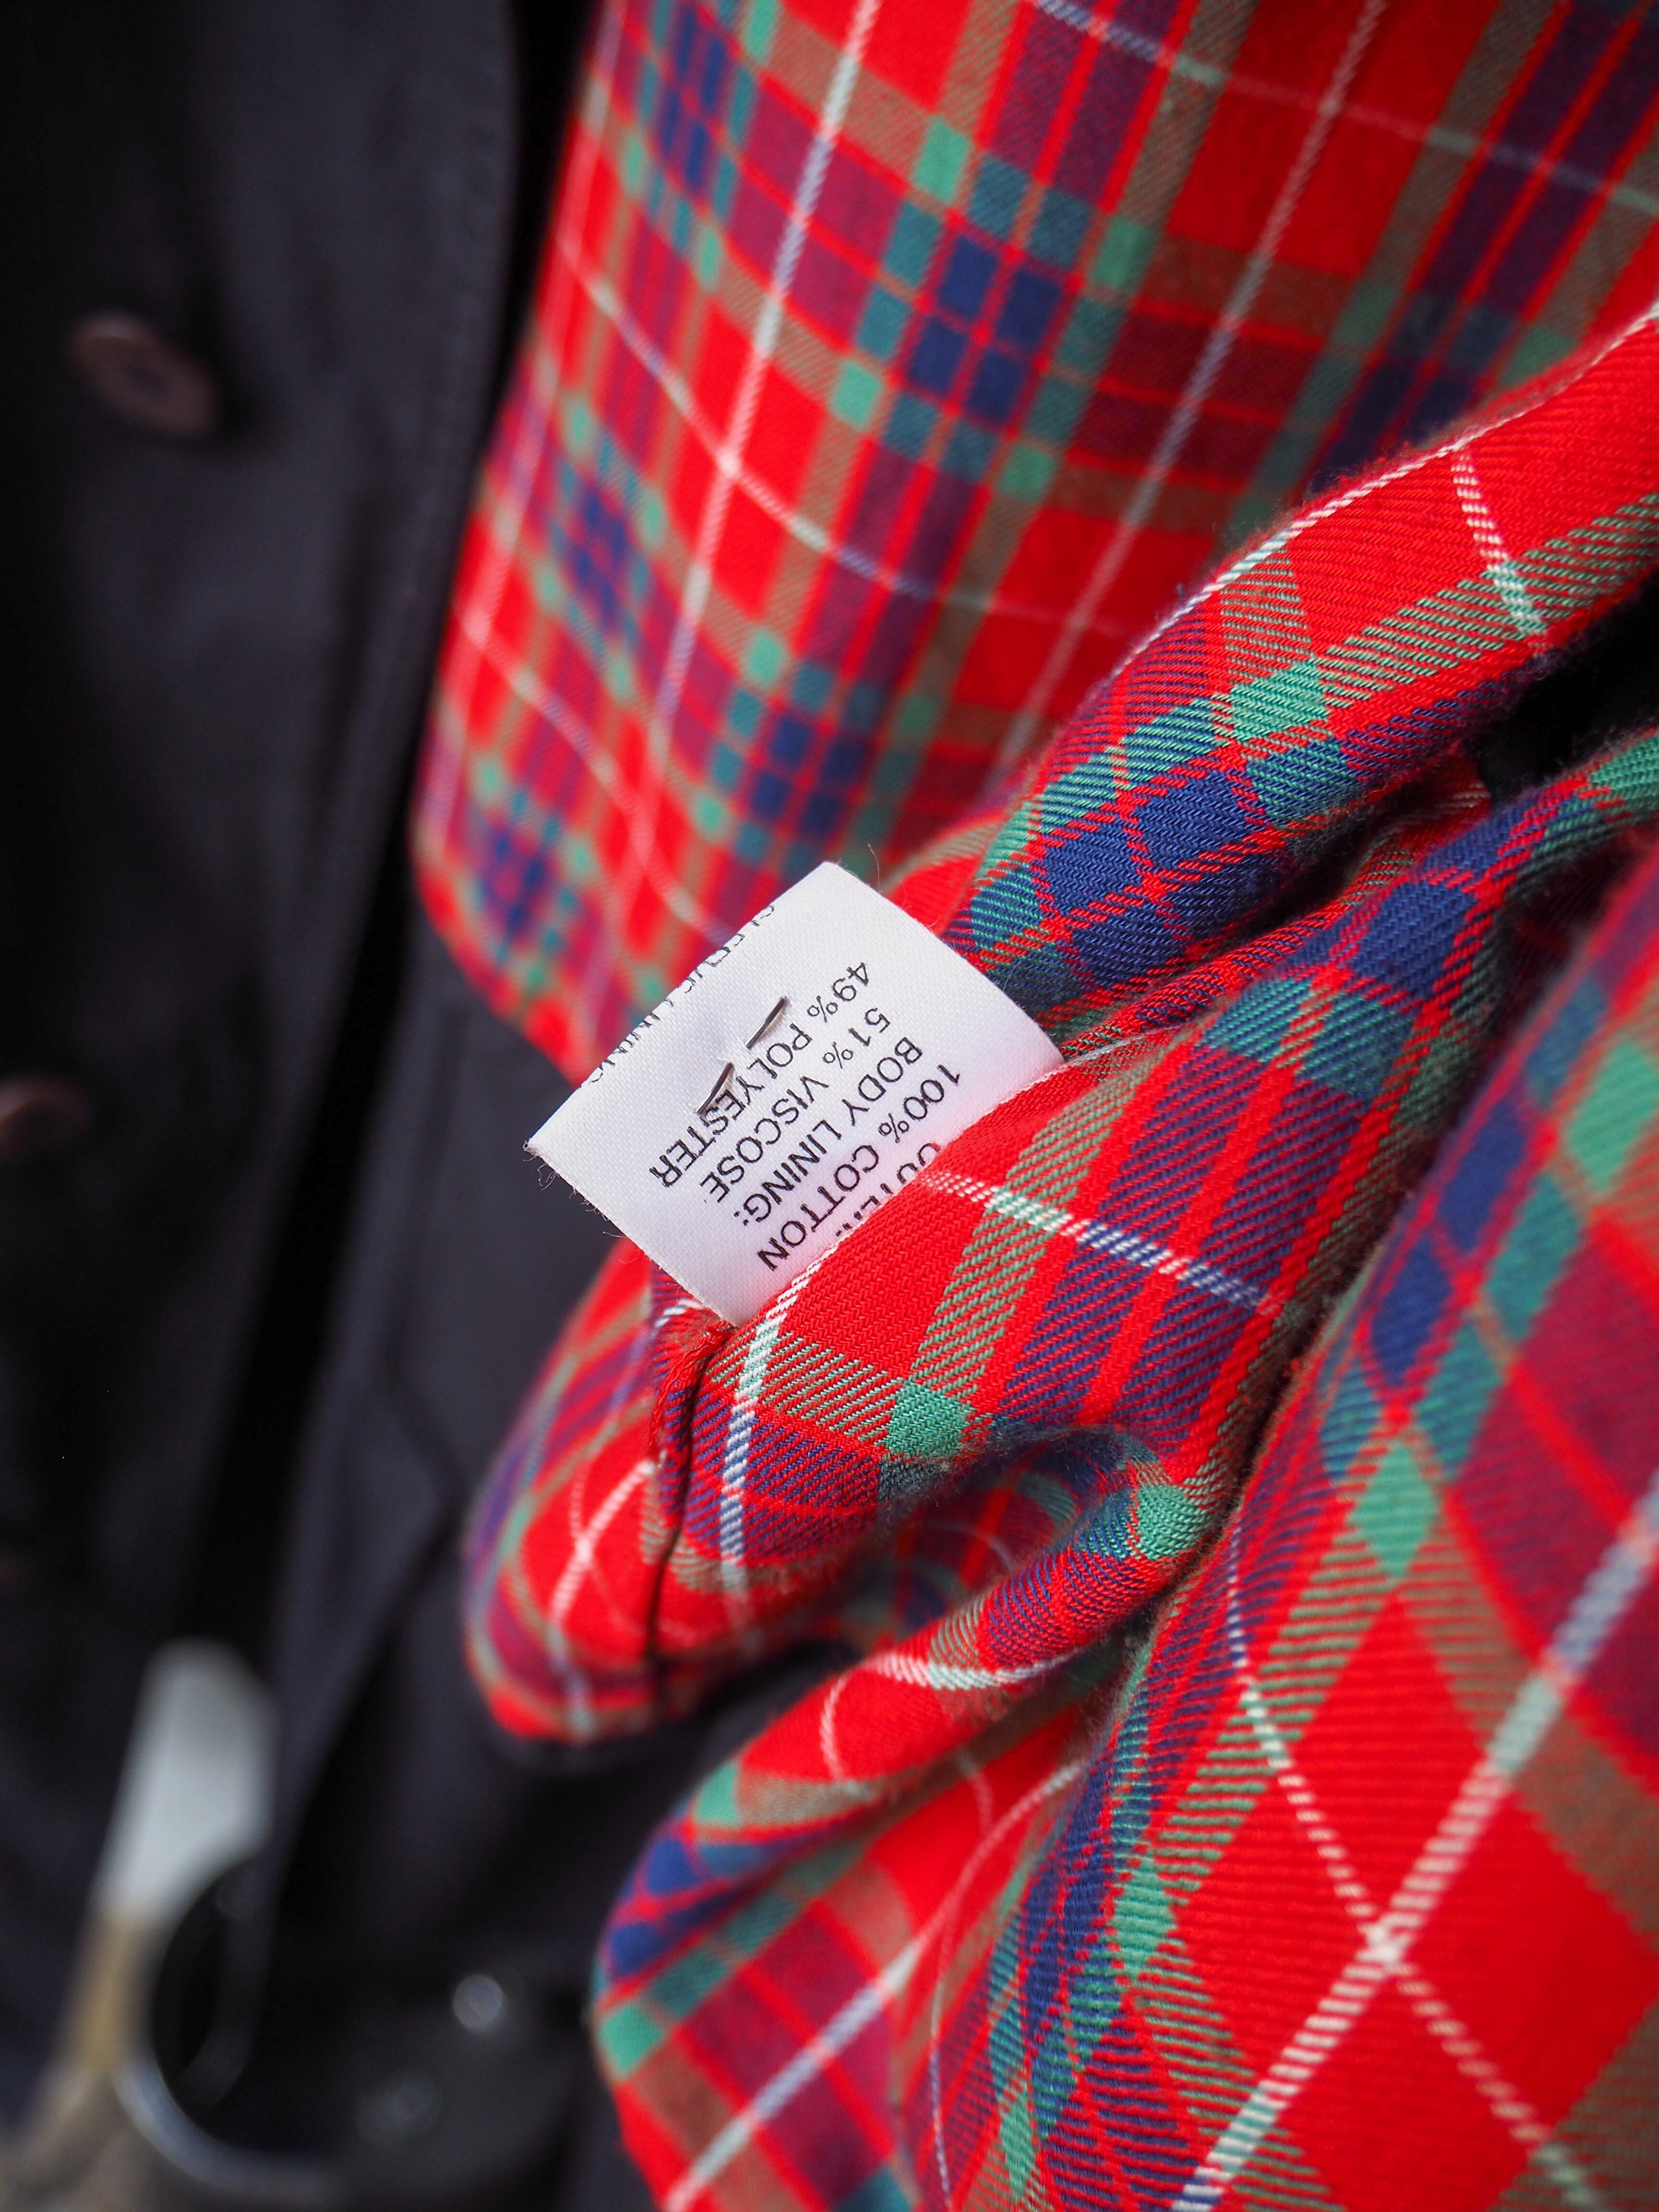 100% COTTON
BODY LINING:
51% VISCOSE
49% POLYESTER